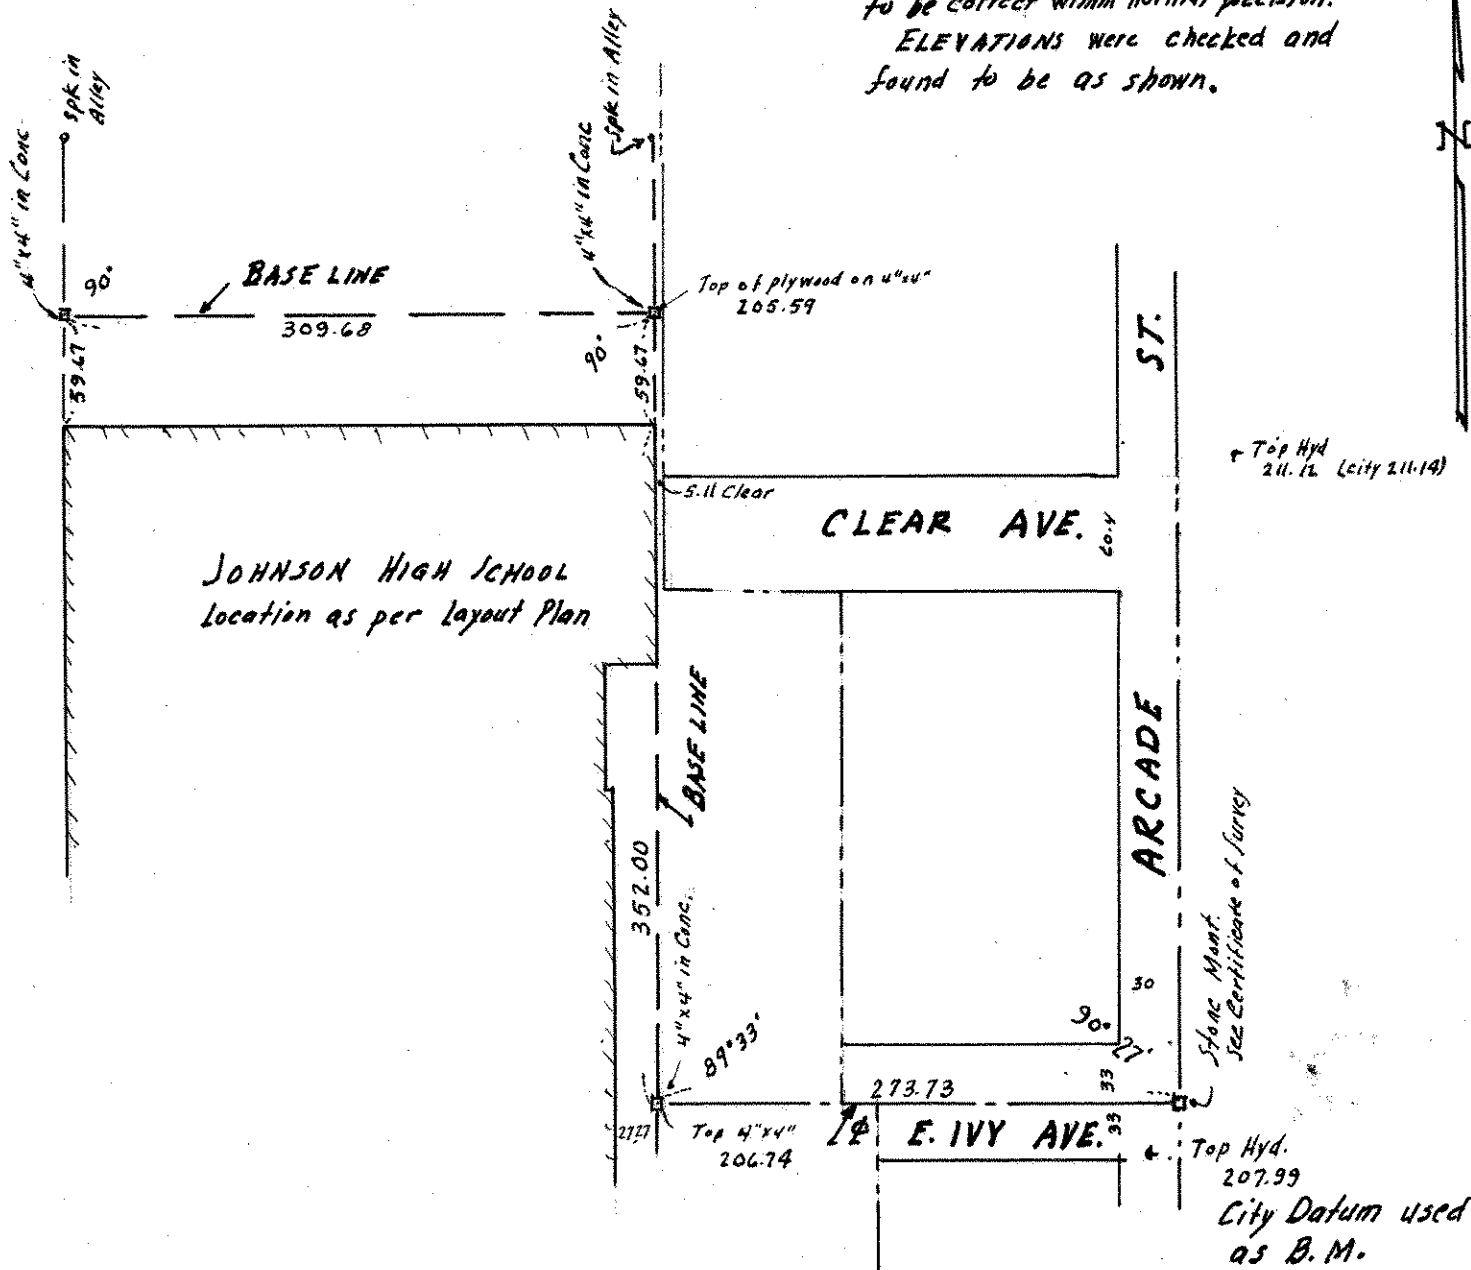 to be correct within normal precision.
ELEVATIONS were checked and
found to be as shown.
spk in
Alley
4"x4" in Conc
90°
BASE LINE
309.68
59.67
spk in Alley
4"x4" in Conc
Top of plywood on 4"x4"
205.59
90°
59.67
ST.
Top Hyd
211.12 (city 211.14)
5.11 Clear
CLEAR AVE.
60.4
JOHNSON HIGH SCHOOL
Location as per Layout Plan
BASE LINE
352.00
4"x4" in Conc.
89°33'
ARCADE
Stone Mont.
see Certificate of Survey
30
90°
27'
33
273.73
27.27
Top 4"x4"
206.74
E. IVY AVE.
33
Top Hyd.
207.99
City Datum used
as B.M.